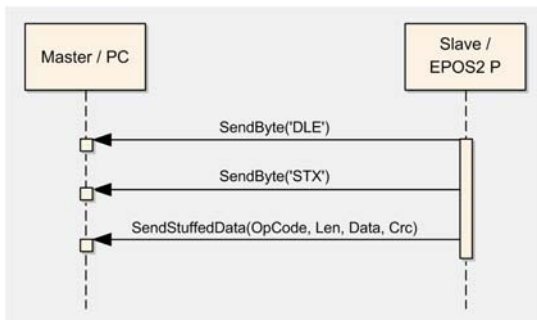 Master / PC
Slave /
EPOS2 P
SendByte('DLE')
SendByte('STX')
SendStuffedData(OpCode, Len, Data, Crc)